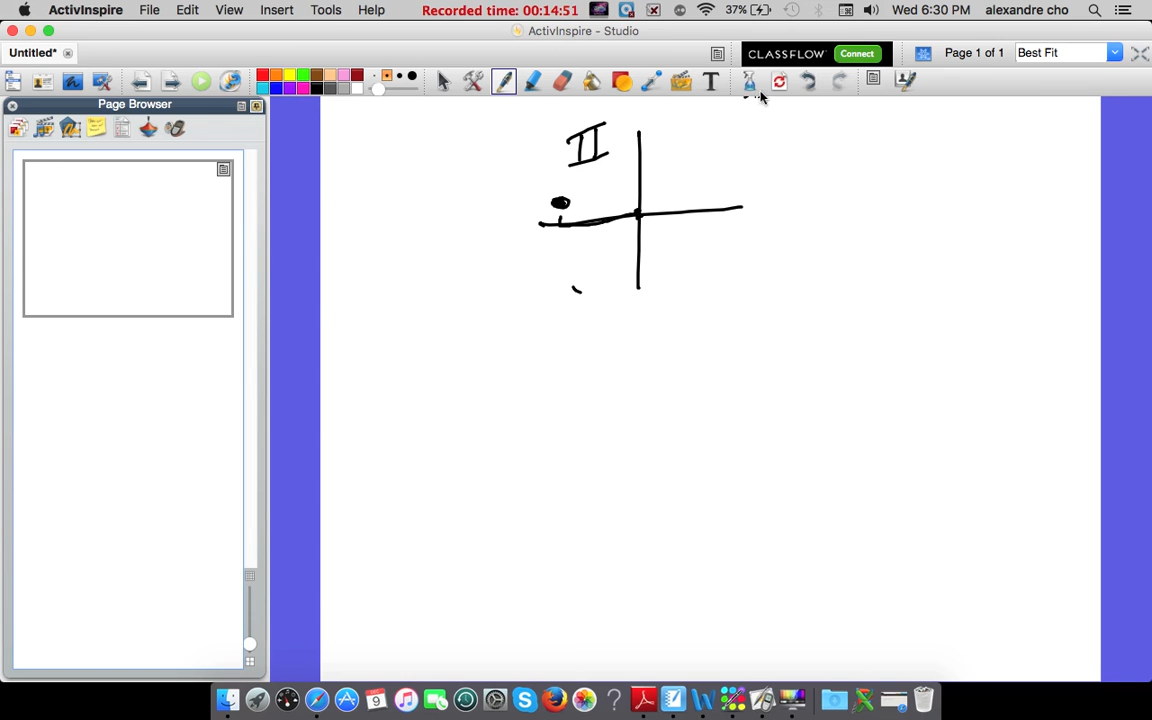 ActivInspire File Edit View Insert Tools Help Recorded time: 00:14:51 37% Wed 6:30 PM alexandre cho
ActivInspire - Studio
Untitled* CLASSFLOW Connect Page 1 of 1 Best Fit
T
Page Browser
II